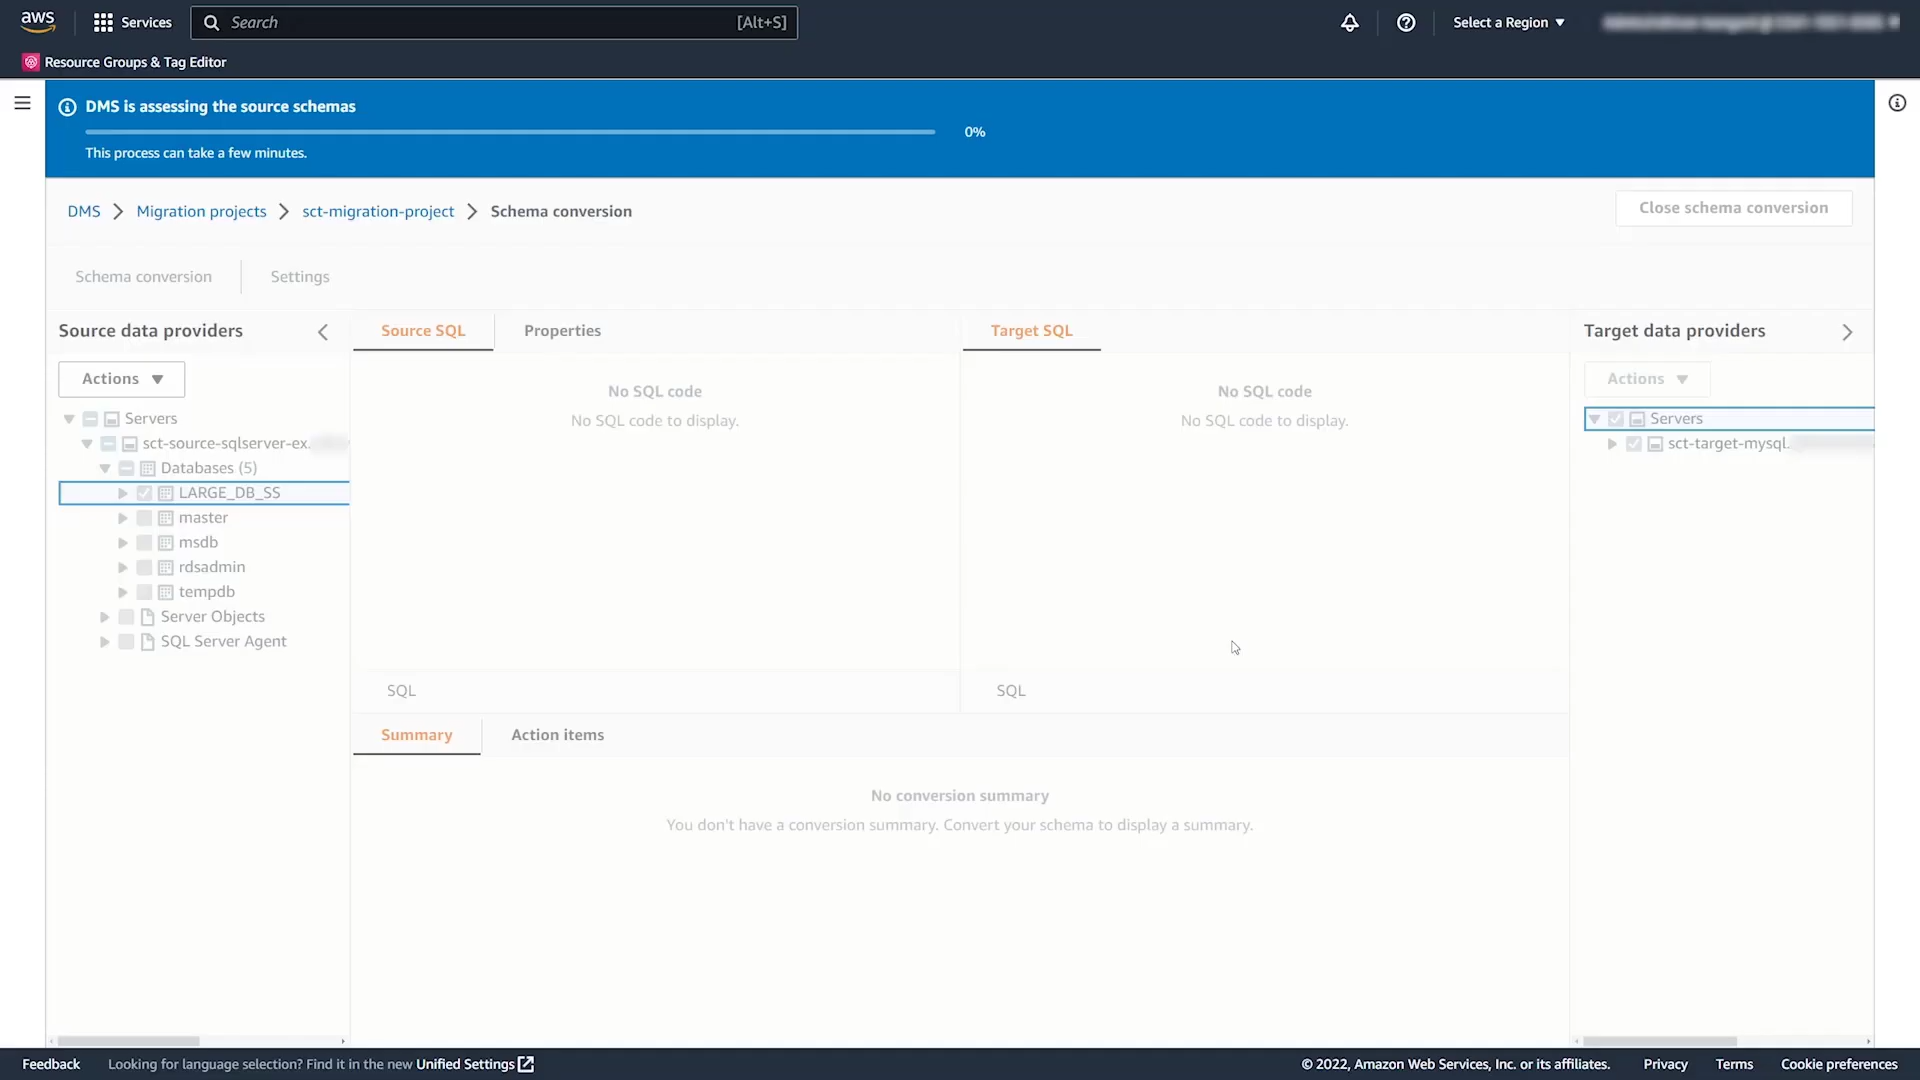 aws
Services
Search
[Alt+S]
Select a Region
Resource Groups & Tag Editor
DMS is assessing the source schemas
0%
This process can take a few minutes.
DMS
Migration projects
sct-migration-project
Schema conversion
Close schema conversion
Schema conversion
Settings
Source data providers
Actions
Servers
sct-source-sqlserver-ex.
Databases (5)
LARGE_DB_SS
master
msdb
rdsadmin
tempdb
Server Objects
SQL Server Agent
Source SQL
Properties
No SQL code
No SQL code to display.
SQL
Target SQL
No SQL code
No SQL code to display.
SQL
Target data providers
Actions
Servers
sct-target-mysql.
Summary
Action items
No conversion summary
You don't have a conversion summary. Convert your schema to display a summary.
Feedback
Looking for language selection? Find it in the new Unified Settings
© 2022, Amazon Web Services, Inc. or its affiliates.
Privacy
Terms
Cookie preferences